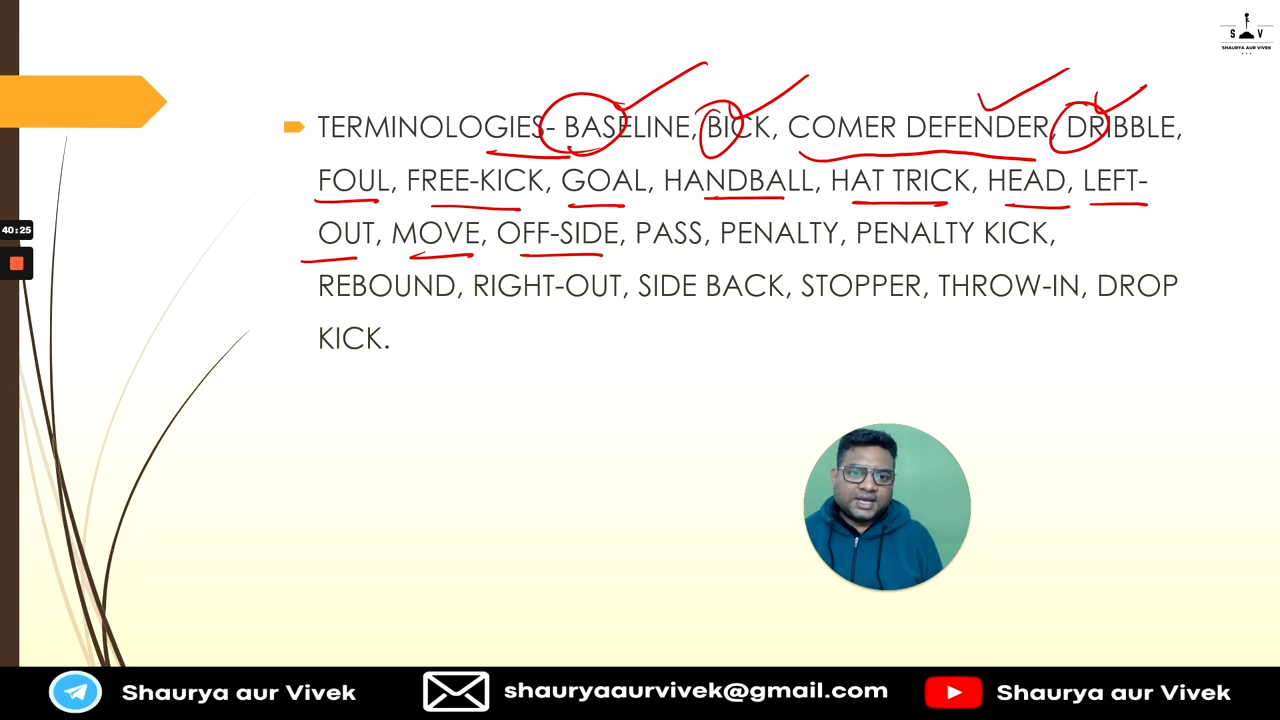 S V
SHAURYA AUR VIVEK
TERMINOLOGIES- BASELINE, BICK, COMER DEFENDER, DRIBBLE,
FOUL, FREE-KICK, GOAL, HANDBALL, HAT TRICK, HEAD, LEFT-
OUT, MOVE, OFF-SIDE, PASS, PENALTY, PENALTY KICK,
REBOUND, RIGHT-OUT, SIDE BACK, STOPPER, THROW-IN, DROP
KICK.
40:25
Shaurya aur Vivek
shauryaaurvivek@gmail.com
Shaurya aur Vivek